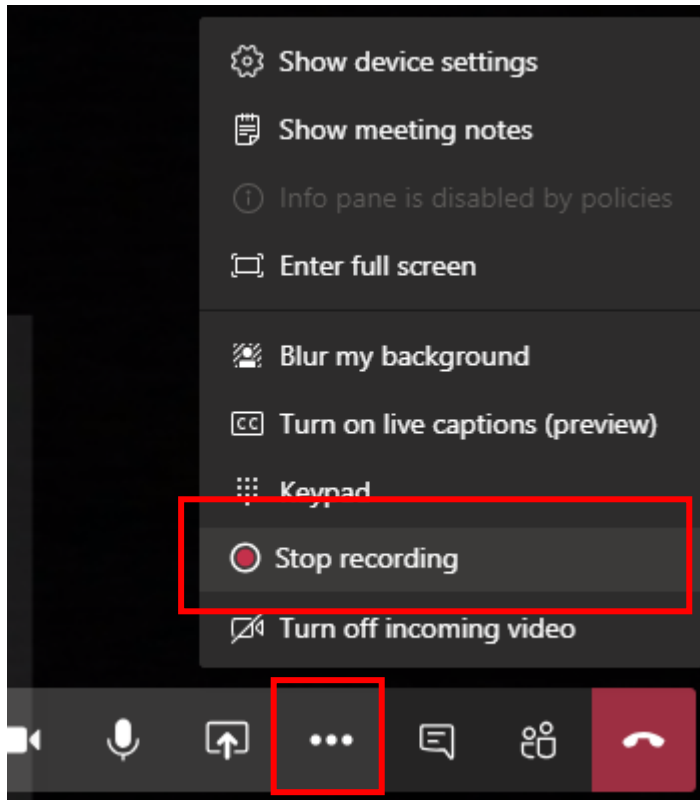 Show device settings
Show meeting notes
Info pane is disabled by policies
Enter full screen
Blur my background
CC Turn on live captions (preview)
Keypad
Stop recording
Turn off incoming video